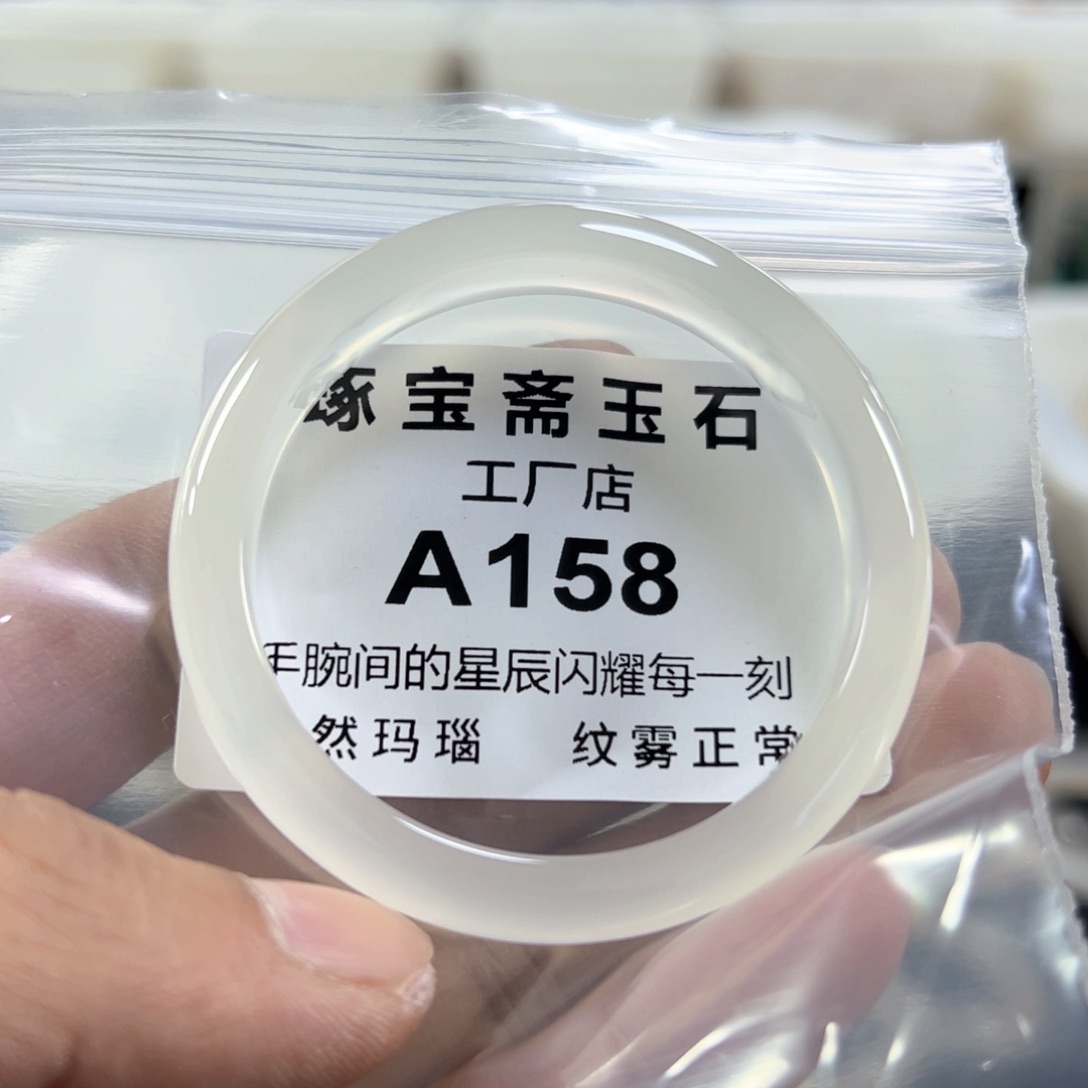 琢宝斋玉石
工厂店
A158
手腕间的星辰闪耀每一刻
然玛瑙 纹雾正常